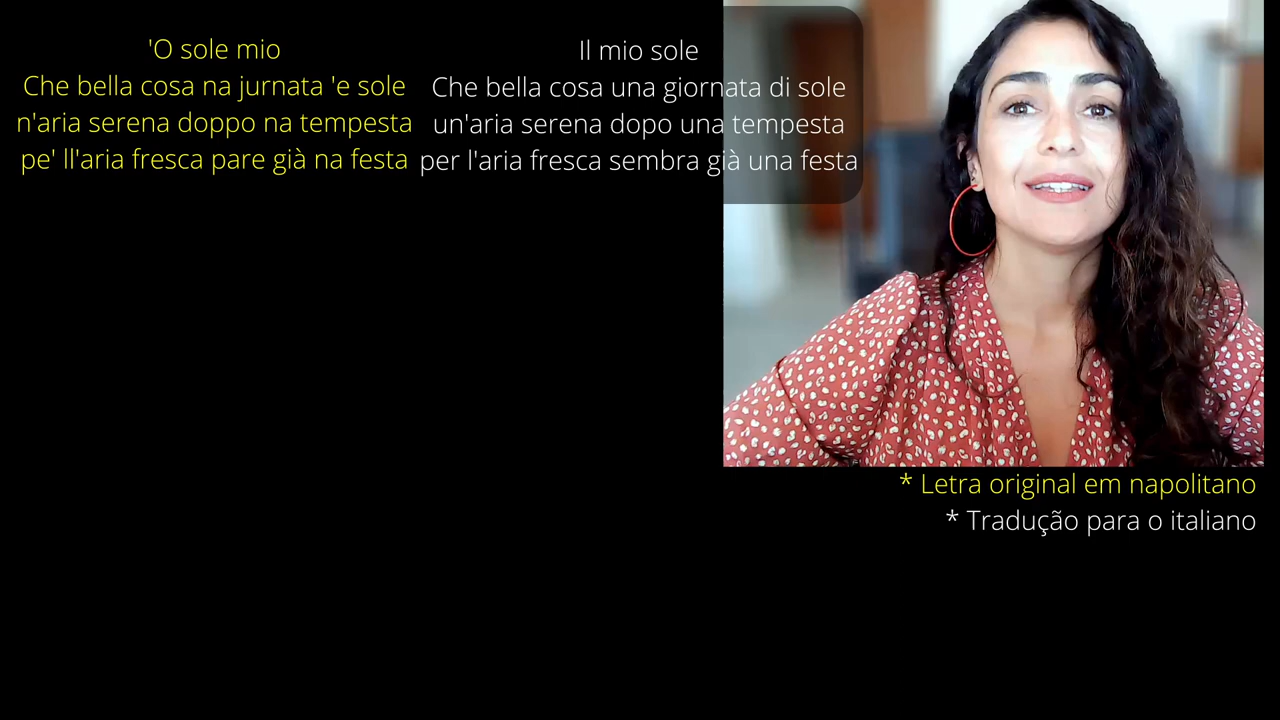 'O sole mio
Che bella cosa na jurnata 'e sole
n'aria serena doppo na tempesta
pe' ll'aria fresca pare già na festa
Il mio sole
Che bella cosa una giornata di sole
un'aria serena dopo una tempesta
per l'aria fresca sembra già una festa
* Letra original em napolitano
* Tradução para o italiano